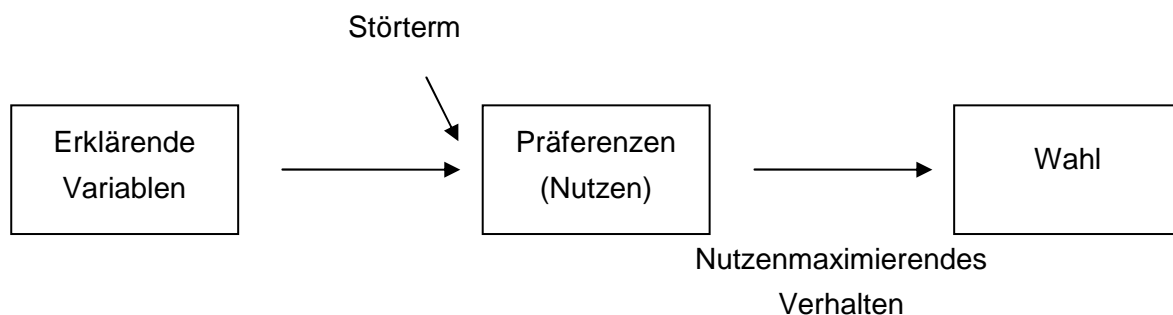 Störterm
Erklärende
Variablen
Präferenzen
(Nutzen)
Wahl
Nutzenmaximierendes
Verhalten